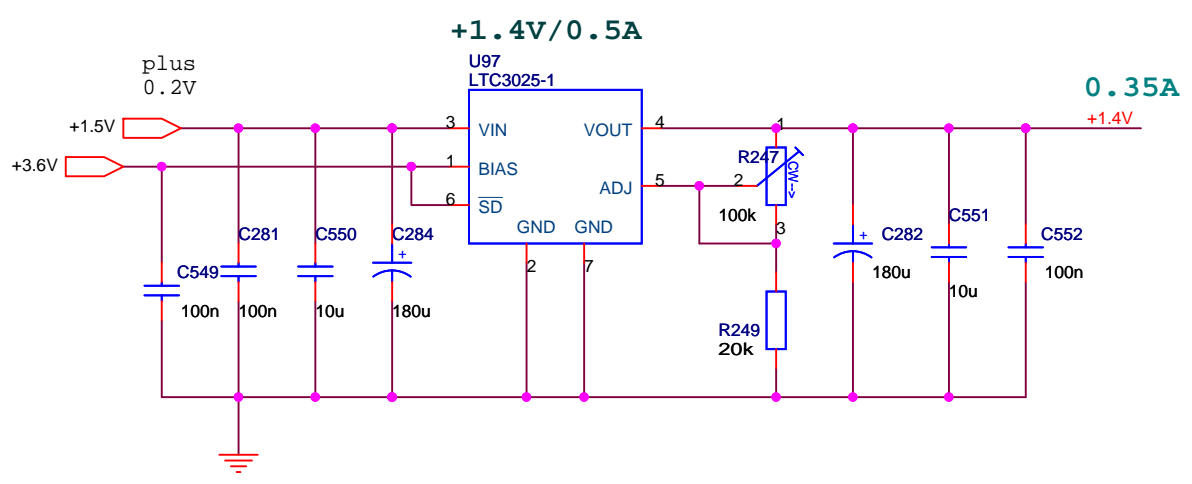 +1.4V/0.5A
U97
LTC3025-1
plus
0.2V
0.35A
+1.5V
3
VIN
VOUT
4
1
+1.4V
+3.6V
1
BIAS
R247
CW-->
6
SD
ADJ
5
2
100k
GND
GND
3
2
7
C281
C550
C284
+
C549
100n
100n
10u
180u
C282
+
180u
C551
10u
C552
100n
R249
20k